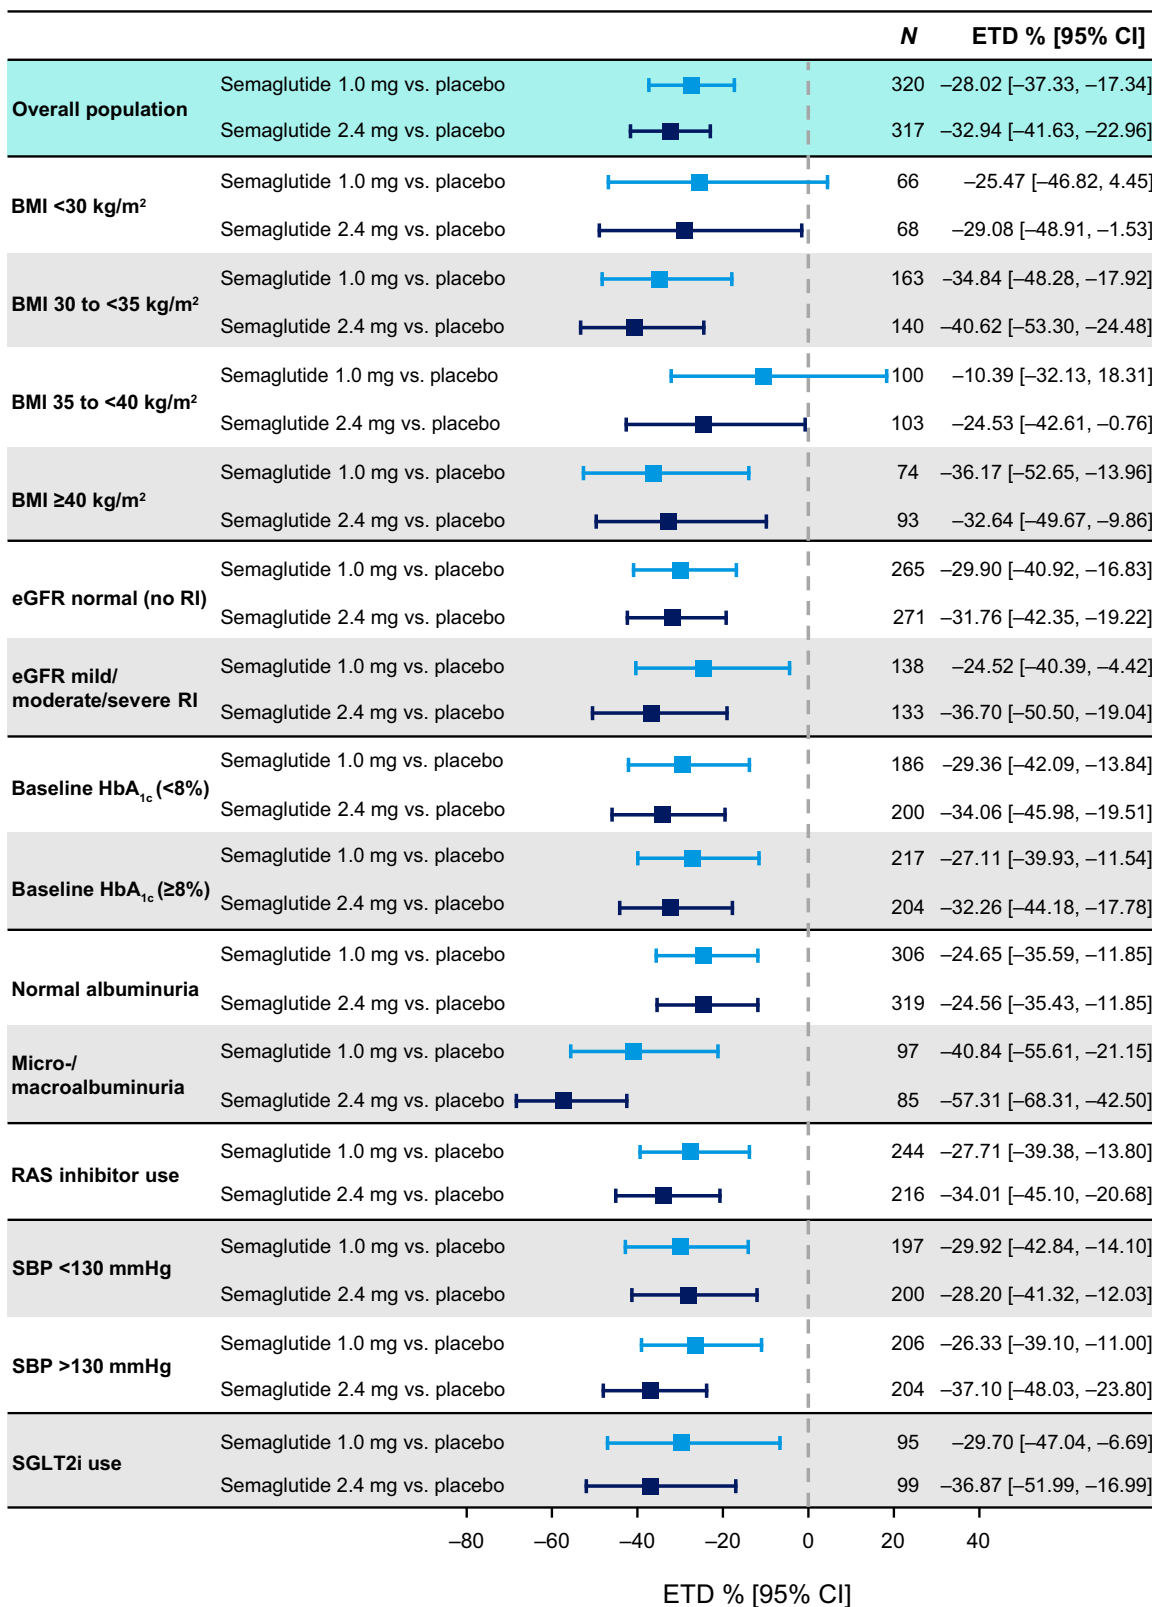 N ETD % [95% CI]
Overall population
Semaglutide 1.0 mg vs. placebo 320 –28.02 [–37.33, –17.34]
Semaglutide 2.4 mg vs. placebo 317 –32.94 [–41.63, –22.96]
BMI <30 kg/m²
Semaglutide 1.0 mg vs. placebo 66 –25.47 [–46.82, 4.45]
Semaglutide 2.4 mg vs. placebo 68 –29.08 [–48.91, –1.53]
BMI 30 to <35 kg/m²
Semaglutide 1.0 mg vs. placebo 163 –34.84 [–48.28, –17.92]
Semaglutide 2.4 mg vs. placebo 140 –40.62 [–53.30, –24.48]
BMI 35 to <40 kg/m²
Semaglutide 1.0 mg vs. placebo 100 –10.39 [–32.13, 18.31]
Semaglutide 2.4 mg vs. placebo 103 –24.53 [–42.61, –0.76]
BMI ≥40 kg/m²
Semaglutide 1.0 mg vs. placebo 74 –36.17 [–52.65, –13.96]
Semaglutide 2.4 mg vs. placebo 93 –32.64 [–49.67, –9.86]
eGFR normal (no RI)
Semaglutide 1.0 mg vs. placebo 265 –29.90 [–40.92, –16.83]
Semaglutide 2.4 mg vs. placebo 271 –31.76 [–42.35, –19.22]
eGFR mild/
moderate/severe RI
Semaglutide 1.0 mg vs. placebo 138 –24.52 [–40.39, –4.42]
Semaglutide 2.4 mg vs. placebo 133 –36.70 [–50.50, –19.04]
Baseline HbA₁c (<8%)
Semaglutide 1.0 mg vs. placebo 186 –29.36 [–42.09, –13.84]
Semaglutide 2.4 mg vs. placebo 200 –34.06 [–45.98, –19.51]
Baseline HbA₁c (≥8%)
Semaglutide 1.0 mg vs. placebo 217 –27.11 [–39.93, –11.54]
Semaglutide 2.4 mg vs. placebo 204 –32.26 [–44.18, –17.78]
Normal albuminuria
Semaglutide 1.0 mg vs. placebo 306 –24.65 [–35.59, –11.85]
Semaglutide 2.4 mg vs. placebo 319 –24.56 [–35.43, –11.85]
Micro-/
macroalbuminuria
Semaglutide 1.0 mg vs. placebo 97 –40.84 [–55.61, –21.15]
Semaglutide 2.4 mg vs. placebo 85 –57.31 [–68.31, –42.50]
RAS inhibitor use
Semaglutide 1.0 mg vs. placebo 244 –27.71 [–39.38, –13.80]
Semaglutide 2.4 mg vs. placebo 216 –34.01 [–45.10, –20.68]
SBP <130 mmHg
Semaglutide 1.0 mg vs. placebo 197 –29.92 [–42.84, –14.10]
Semaglutide 2.4 mg vs. placebo 200 –28.20 [–41.32, –12.03]
SBP >130 mmHg
Semaglutide 1.0 mg vs. placebo 206 –26.33 [–39.10, –11.00]
Semaglutide 2.4 mg vs. placebo 204 –37.10 [–48.03, –23.80]
SGLT2i use
Semaglutide 1.0 mg vs. placebo 95 –29.70 [–47.04, –6.69]
Semaglutide 2.4 mg vs. placebo 99 –36.87 [–51.99, –16.99]
–80 –60 –40 –20 0 20 40
ETD % [95% CI]